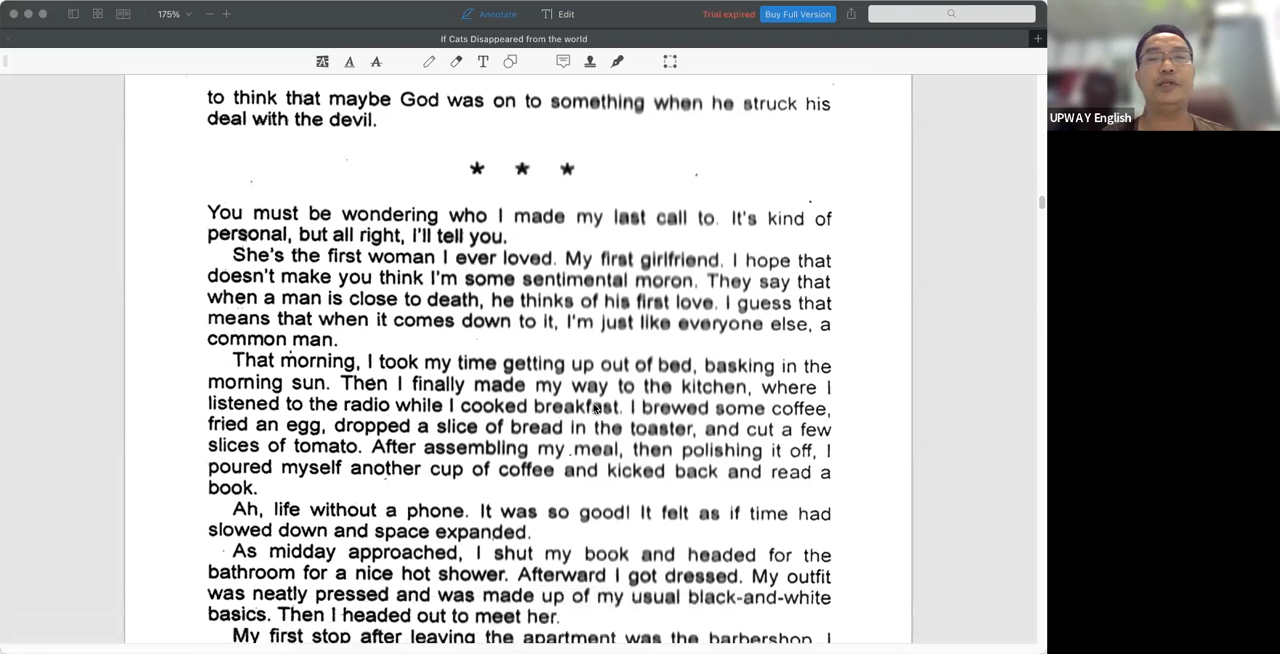 175%
Annotate
Edit
Trial expired
Buy Full Version
If Cats Disappeared from the world
UPWAY English
to think that maybe God was on to something when he struck his
deal with the devil.
* * *
You must be wondering who I made my last call to. It's kind of
personal, but all right, I'll tell you.
She's the first woman I ever loved. My first girlfriend. I hope that
doesn't make you think I'm some sentimental moron. They say that
when a man is close to death, he thinks of his first love. I guess that
means that when it comes down to it, I'm just like everyone else, a
common man.
That morning, I took my time getting up out of bed, basking in the
morning sun. Then I finally made my way to the kitchen, where I
listened to the radio while I cooked breakfast. I brewed some coffee,
fried an egg, dropped a slice of bread in the toaster, and cut a few
slices of tomato. After assembling my meal, then polishing it off, I
poured myself another cup of coffee and kicked back and read a
book.
Ah, life without a phone. It was so good! It felt as if time had
slowed down and space expanded.
As midday approached, I shut my book and headed for the
bathroom for a nice hot shower. Afterward I got dressed. My outfit
was neatly pressed and was made up of my usual black-and-white
basics. Then I headed out to meet her.
My first stop after leaving the apartment was the barbershop. I